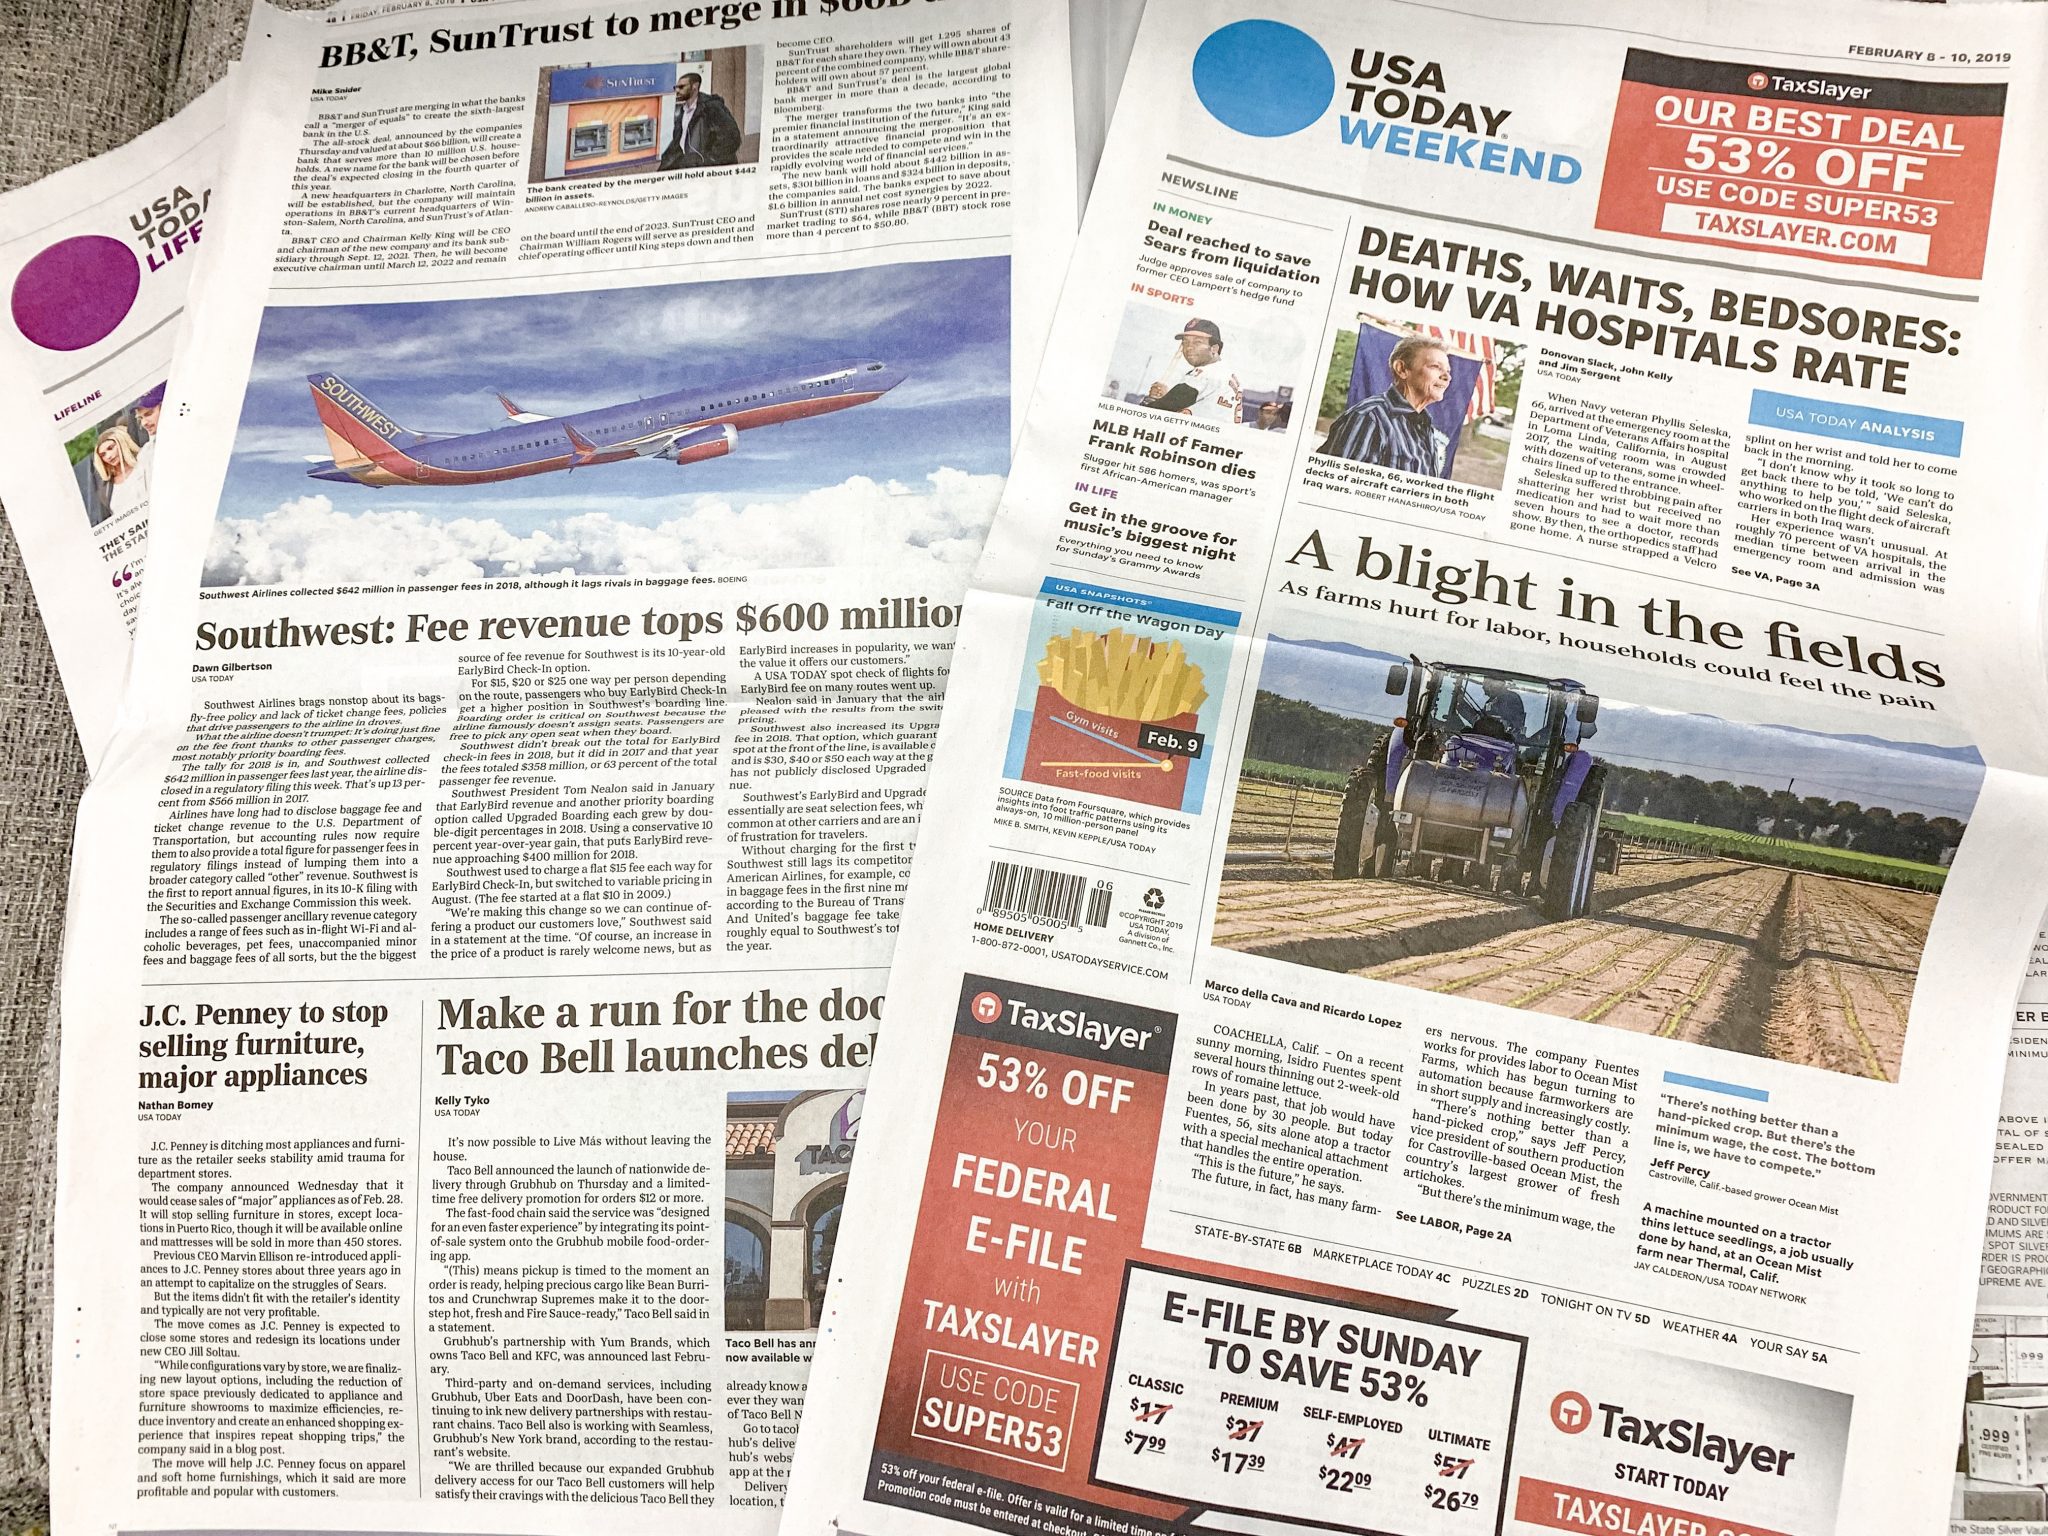 USA
TODAY
LIFE
LIFELINE
GETTY IMAGES
THEY SAI
THE STA
4B
FRIDAY, FEBRUARY 8, 2019
BB&T, SunTrust to merge in $60B
Mike Snider
USA TODAY
BB&T and SunTrust are merging in what the banks
call a “merger of equals” to create the sixth-largest
bank in the U.S.
The all-stock deal, announced by the companies
Thursday and valued at about $66 billion, will create a
bank that serves more than 10 million U.S. house-
holds. A new name for the bank will be chosen before
the deal’s expected closing in the fourth quarter of
this year.
A new headquarters in Charlotte, North Carolina,
will be established, but the company will maintain
operations in BB&T’s current headquarters of Win-
ston-Salem, North Carolina, and SunTrust’s of Atlan-
ta.
BB&T CEO and Chairman Kelly King will be CEO
and chairman of the new company and its bank sub-
sidiary through Sept. 12, 2021. Then, he will become
executive chairman until March 12, 2022 and remain
SUNTRUST
The bank created by the merger will hold about $442
billion in assets.
ANDREW CABALLERO-REYNOLDS/GETTY IMAGES
on the board until the end of 2023. SunTrust CEO and
Chairman William Rogers will serve as president and
chief operating officer until King steps down and then
become CEO.
SunTrust shareholders will get 1.295 shares of
BB&T for each share they own. They will own about 43
percent of the combined company, while BB&T share-
holders will own about 57 percent.
BB&T and SunTrust’s deal is the largest global
bank merger in more than a decade, according to
Bloomberg.
The merger transforms the two banks into “the
premier financial institution of the future,” King said
in a statement announcing the merger. “It’s an ex-
traordinarily attractive financial proposition that
provides the scale needed to compete and win in the
rapidly evolving world of financial services.”
The new bank will hold about $442 billion in as-
sets, $301 billion in loans and $324 billion in deposits,
the companies said. The banks expect to save about
$1.6 billion in annual net cost synergies by 2022.
SunTrust (STI) shares rose nearly 9 percent in pre-
market trading to $64, while BB&T (BBT) stock rose
more than 4 percent to $50.80.
SOUTHWEST
Southwest Airlines collected $642 million in passenger fees in 2018, although it lags rivals in baggage fees. BOEING
Southwest: Fee revenue tops $600 million
Dawn Gilbertson
USA TODAY
Southwest Airlines brags nonstop about its bags-
fly-free policy and lack of ticket change fees, policies
that drive passengers to the airline in droves.
What the airline doesn’t trumpet: It’s doing just fine
on the fee front thanks to other passenger charges,
most notably priority boarding fees.
The tally for 2018 is in, and Southwest collected
$642 million in passenger fees last year, the airline dis-
closed in a regulatory filing this week. That’s up 13 per-
cent from $566 million in 2017.
Airlines have long had to disclose baggage fee and
ticket change revenue to the U.S. Department of
Transportation, but accounting rules now require
them to also provide a total figure for passenger fees in
regulatory filings instead of lumping them into a
broader category called “other” revenue. Southwest is
the first to report annual figures, in its 10-K filing with
the Securities and Exchange Commission this week.
The so-called passenger ancillary revenue category
includes a range of fees such as in-flight Wi-Fi and al-
coholic beverages, pet fees, unaccompanied minor
fees and baggage fees of all sorts, but the the biggest
source of fee revenue for Southwest is its 10-year-old
EarlyBird Check-In option.
For $15, $20 or $25 one way per person depending
on the route, passengers who buy EarlyBird Check-In
get a higher position in Southwest’s boarding line.
Boarding order is critical on Southwest because the
airline famously doesn’t assign seats. Passengers are
free to pick any open seat when they board.
Southwest didn’t break out the total for EarlyBird
check-in fees in 2018, but it did in 2017 and that year
the fees totaled $358 million, or 63 percent of the total
passenger fee revenue.
Southwest President Tom Nealon said in January
that EarlyBird revenue and another priority boarding
option called Upgraded Boarding each grew by dou-
ble-digit percentages in 2018. Using a conservative 10
percent year-over-year gain, that puts EarlyBird reve-
nue approaching $400 million for 2018.
Southwest used to charge a flat $15 fee each way for
EarlyBird Check-In, but switched to variable pricing in
August. (The fee started at a flat $10 in 2009.)
“We’re making this change so we can continue of-
fering a product our customers love,” Southwest said
in a statement at the time. “Of course, an increase in
the price of a product is rarely welcome news, but as
EarlyBird increases in popularity, we wan
the value it offers our customers.”
A USA TODAY spot check of flights fo
EarlyBird fee on many routes went up.
Nealon said in January that the airl
pleased with the results from the switc
pricing.
Southwest also increased its Upgra
fee in 2018. That option, which guarant
spot at the front of the line, is available
and is $30, $40 or $50 each way at the g
has not publicly disclosed Upgraded
nue.
Southwest’s EarlyBird and Upgrade
essentially are seat selection fees, wh
common at other carriers and are an
of frustration for travelers.
Without charging for the first tw
Southwest still lags its competitor
American Airlines, for example, co
in baggage fees in the first nine mo
according to the Bureau of Tran
And United’s baggage fee take
roughly equal to Southwest’s tot
the year.
J.C. Penney to stop
selling furniture,
major appliances
Nathan Bomey
USA TODAY
J.C. Penney is ditching most appliances and furni-
ture as the retailer seeks stability amid trauma for
department stores.
The company announced Wednesday that it
would cease sales of “major” appliances as of Feb. 28.
It will stop selling furniture in stores, except loca-
tions in Puerto Rico, though it will be available online
and mattresses will be sold in more than 450 stores.
Previous CEO Marvin Ellison re-introduced appli-
ances to J.C. Penney stores about three years ago in
an attempt to capitalize on the struggles of Sears.
But the items didn’t fit with the retailer’s identity
and typically are not very profitable.
The move comes as J.C. Penney is expected to
close some stores and redesign its locations under
new CEO Jill Soltau.
“While configurations vary by store, we are finaliz-
ing new layout options, including the reduction of
store space previously dedicated to appliance and
furniture showrooms to maximize efficiencies, re-
duce inventory and create an enhanced shopping ex-
perience that inspires repeat shopping trips,” the
company said in a blog post.
The move will help J.C. Penney focus on apparel
and soft home furnishings, which it said are more
profitable and popular with customers.
Make a run for the doo
Taco Bell launches del
Kelly Tyko
USA TODAY
It’s now possible to Live Más without leaving the
house.
Taco Bell announced the launch of nationwide de-
livery through Grubhub on Thursday and a limited-
time free delivery promotion for orders $12 or more.
The fast-food chain said the service was “designed
for an even faster experience” by integrating its point-
of-sale system onto the Grubhub mobile food-order-
ing app.
“(This) means pickup is timed to the moment an
order is ready, helping precious cargo like Bean Burri-
tos and Crunchwrap Supremes make it to the door-
step hot, fresh and Fire Sauce-ready,” Taco Bell said in
a statement.
Grubhub’s partnership with Yum Brands, which
owns Taco Bell and KFC, was announced last Febru-
ary.
Third-party and on-demand services, including
Grubhub, Uber Eats and DoorDash, have been con-
tinuing to ink new delivery partnerships with restau-
rant chains. Taco Bell also is working with Seamless,
Grubhub’s New York brand, according to the restau-
rant’s website.
“We are thrilled because our expanded Grubhub
delivery access for our Taco Bell customers will help
satisfy their cravings with the delicious Taco Bell they
TACO
Taco Bell has an
now available w
already know a
ever they wan
of Taco Bell N
Go to tacol
hub’s delive
hub’s webs
app at the r
Delivery
location, t
USA
TODAY
WEEKEND
FEBRUARY 8 - 10, 2019
TaxSlayer
OUR BEST DEAL
53% OFF
USE CODE SUPER53
TAXSLAYER.COM
NEWSLINE
IN MONEY
Deal reached to save
Sears from liquidation
Judge approves sale of company to
former CEO Lampert’s hedge fund
IN SPORTS
MLB PHOTOS VIA GETTY IMAGES
MLB Hall of Famer
Frank Robinson dies
Slugger hit 586 homers, was sport’s
first African-American manager
IN LIFE
Get in the groove for
music’s biggest night
Everything you need to know
for Sunday’s Grammy Awards
USA SNAPSHOTS®
Fall Off the Wagon Day
Gym visits
Feb. 9
Fast-food visits
SOURCE Data from Foursquare, which provides
insights into foot traffic patterns using its
always-on, 10 million-person panel
MIKE B. SMITH, KEVIN KEPPLE/USA TODAY
06
0 89505 05005 5
©COPYRIGHT 2019
USA TODAY,
A division of
Gannett Co., Inc.
HOME DELIVERY
1-800-872-0001, USATODAYSERVICE.COM
DEATHS, WAITS, BEDSORES:
HOW VA HOSPITALS RATE
Phyllis Seleska, 66, worked the flight
decks of aircraft carriers in both
Iraq wars. ROBERT HANASHIRO/USA TODAY
Donovan Slack, John Kelly
and Jim Sergent
USA TODAY
USA TODAY ANALYSIS
When Navy veteran Phyllis Seleska,
66, arrived at the emergency room at the
Department of Veterans Affairs hospital
in Loma Linda, California, in August
2017, the waiting room was crowded
with dozens of veterans, some in wheel-
chairs lined up to the entrance.
Seleska suffered throbbing pain after
shattering her wrist but received no
medication and had to wait more than
seven hours to see a doctor, records
show. By then, the orthopedics staff had
gone home. A nurse strapped a Velcro
splint on her wrist and told her to come
back in the morning.
“I don’t know why it took so long to
get back there to be told, ‘We can’t do
anything to help you,’ ” said Seleska,
who worked on the flight deck of aircraft
carriers in both Iraq wars.
Her experience wasn’t unusual. At
roughly 70 percent of VA hospitals, the
median time between arrival in the
emergency room and admission was
See VA, Page 3A
A blight in the fields
As farms hurt for labor, households could feel the pain
Marco della Cava and Ricardo Lopez
USA TODAY
COACHELLA, Calif. – On a recent
sunny morning, Isidro Fuentes spent
several hours thinning out 2-week-old
rows of romaine lettuce.
In years past, that job would have
been done by 30 people. But today
Fuentes, 56, sits alone atop a tractor
with a special mechanical attachment
that handles the entire operation.
“This is the future,” he says.
The future, in fact, has many farm-
ers nervous. The company Fuentes
works for provides labor to Ocean Mist
Farms, which has begun turning to
automation because farmworkers are
in short supply and increasingly costly.
“There’s nothing better than a
hand-picked crop,” says Jeff Percy,
vice president of southern production
for Castroville-based Ocean Mist, the
country’s largest grower of fresh
artichokes.
“But there’s the minimum wage, the
See LABOR, Page 2A
“There’s nothing better than a
hand-picked crop. But there’s the
minimum wage, the cost. The bottom
line is, we have to compete.”
Jeff Percy
Castroville, Calif.-based grower Ocean Mist
A machine mounted on a tractor
thins lettuce seedlings, a job usually
done by hand, at an Ocean Mist
farm near Thermal, Calif.
JAY CALDERON/USA TODAY NETWORK
STATE-BY-STATE 6B MARKETPLACE TODAY 4C PUZZLES 2D TONIGHT ON TV 5D WEATHER 4A YOUR SAY 5A
TaxSlayer®
53% OFF
YOUR
FEDERAL
E-FILE
with
TAXSLAYER
USE CODE
SUPER53
53% off your federal e-file. Offer is valid for a limited time
Promotion code must be entered at checkout.
E-FILE BY SUNDAY
TO SAVE 53%
CLASSIC
$17
$7.99
PREMIUM
$37
$17.39
SELF-EMPLOYED
$47
$22.09
ULTIMATE
$57
$26.79
TaxSlayer
START TODAY
TAXSLAYER.CO
.999
the State Silver Vaul